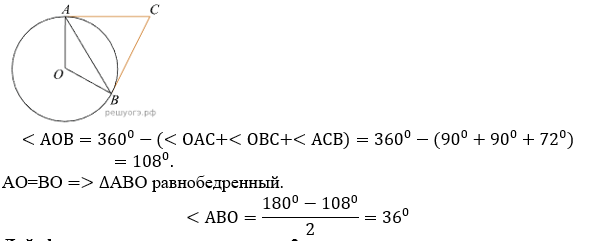 A
C
O
B
решуогэ.рф
< AOB = 360⁰ − (< OAC+< OBC+< ACB) = 360⁰ − (90⁰ + 90⁰ + 72⁰)
= 108⁰.
AO=BO => ΔABO равнобедренный.
< ABO = (180⁰ − 108⁰)/2 = 36⁰